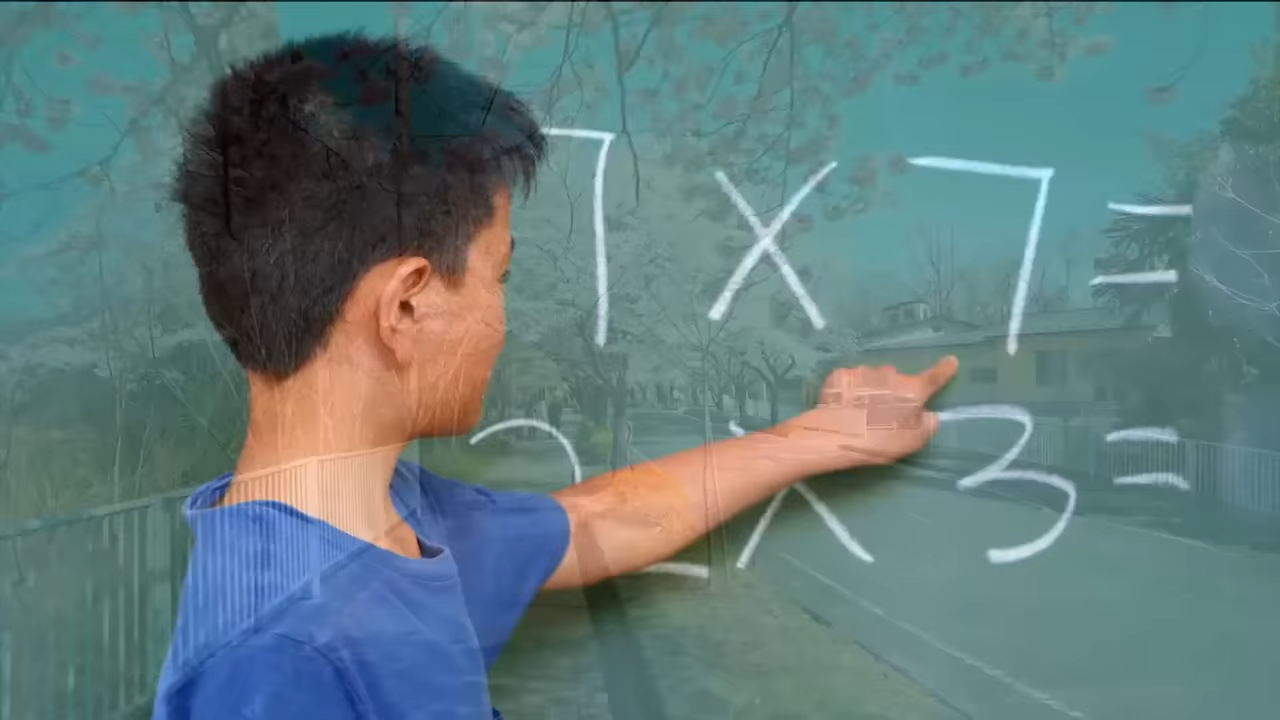 7 x 7 =
2 x 3 =